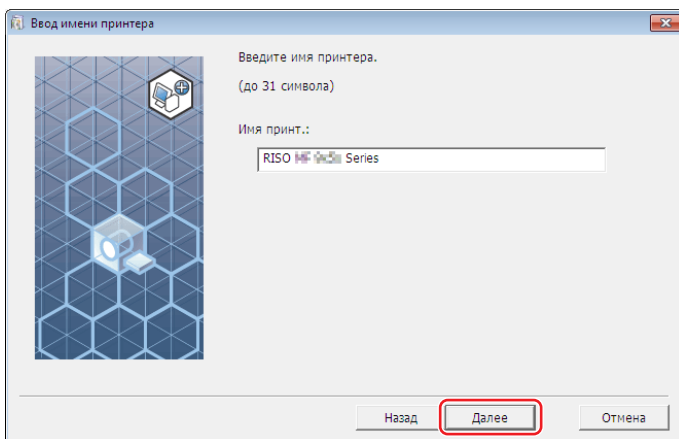 Ввод имени принтера
Введите имя принтера.
(до 31 символа)
Имя принт.:
RISO Series
Назад
Далее
Отмена